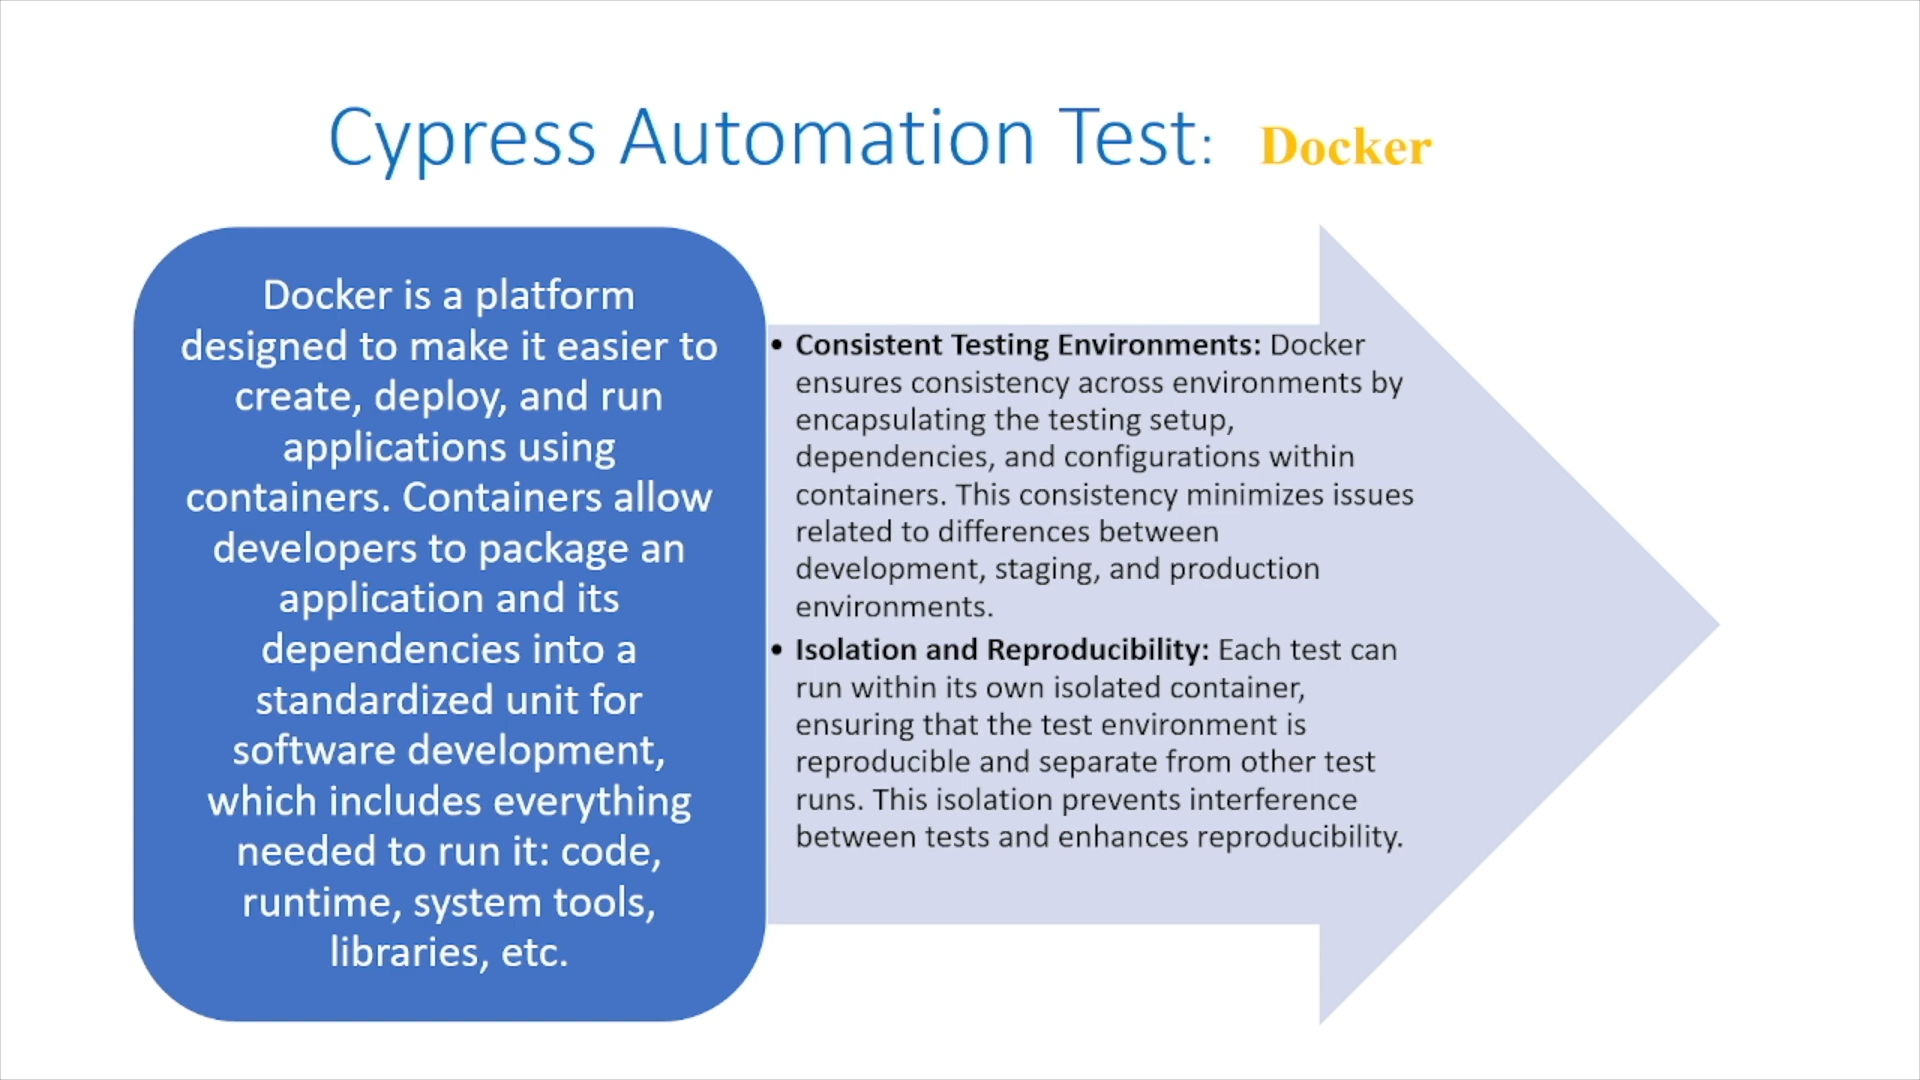 Cypress Automation Test: Docker
Docker is a platform
designed to make it easier to
create, deploy, and run
applications using
containers. Containers allow
developers to package an
application and its
dependencies into a
standardized unit for
software development,
which includes everything
needed to run it: code,
runtime, system tools,
libraries, etc.
• Consistent Testing Environments: Docker
ensures consistency across environments by
encapsulating the testing setup,
dependencies, and configurations within
containers. This consistency minimizes issues
related to differences between
development, staging, and production
environments.
• Isolation and Reproducibility: Each test can
run within its own isolated container,
ensuring that the test environment is
reproducible and separate from other test
runs. This isolation prevents interference
between tests and enhances reproducibility.